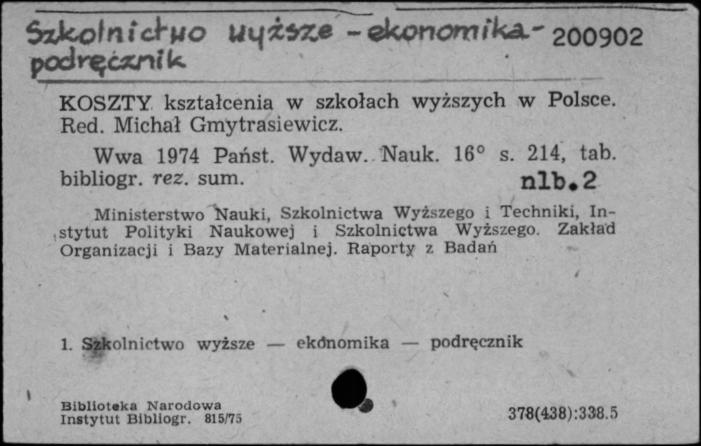 Szkolnictwo wyższe - ekonomika - 200902
podręcznik
KOSZTY kształcenia w szkołach wyższych w Polsce.
Red. Michał Gmytrasiewicz.
Wwa 1974 Państ. Wydaw. Nauk. 16° s. 214, tab.
bibliogr. rez. sum. nlb.2
Ministerstwo Nauki, Szkolnictwa Wyższego i Techniki, In-
stytut Polityki Naukowej i Szkolnictwa Wyższego. Zakład
Organizacji i Bazy Materialnej. Raporty z Badań
1. Szkolnictwo wyższe — ekonomika — podręcznik
Biblioteka Narodowa
Instytut Bibliogr. 815/75 378(438):338.5